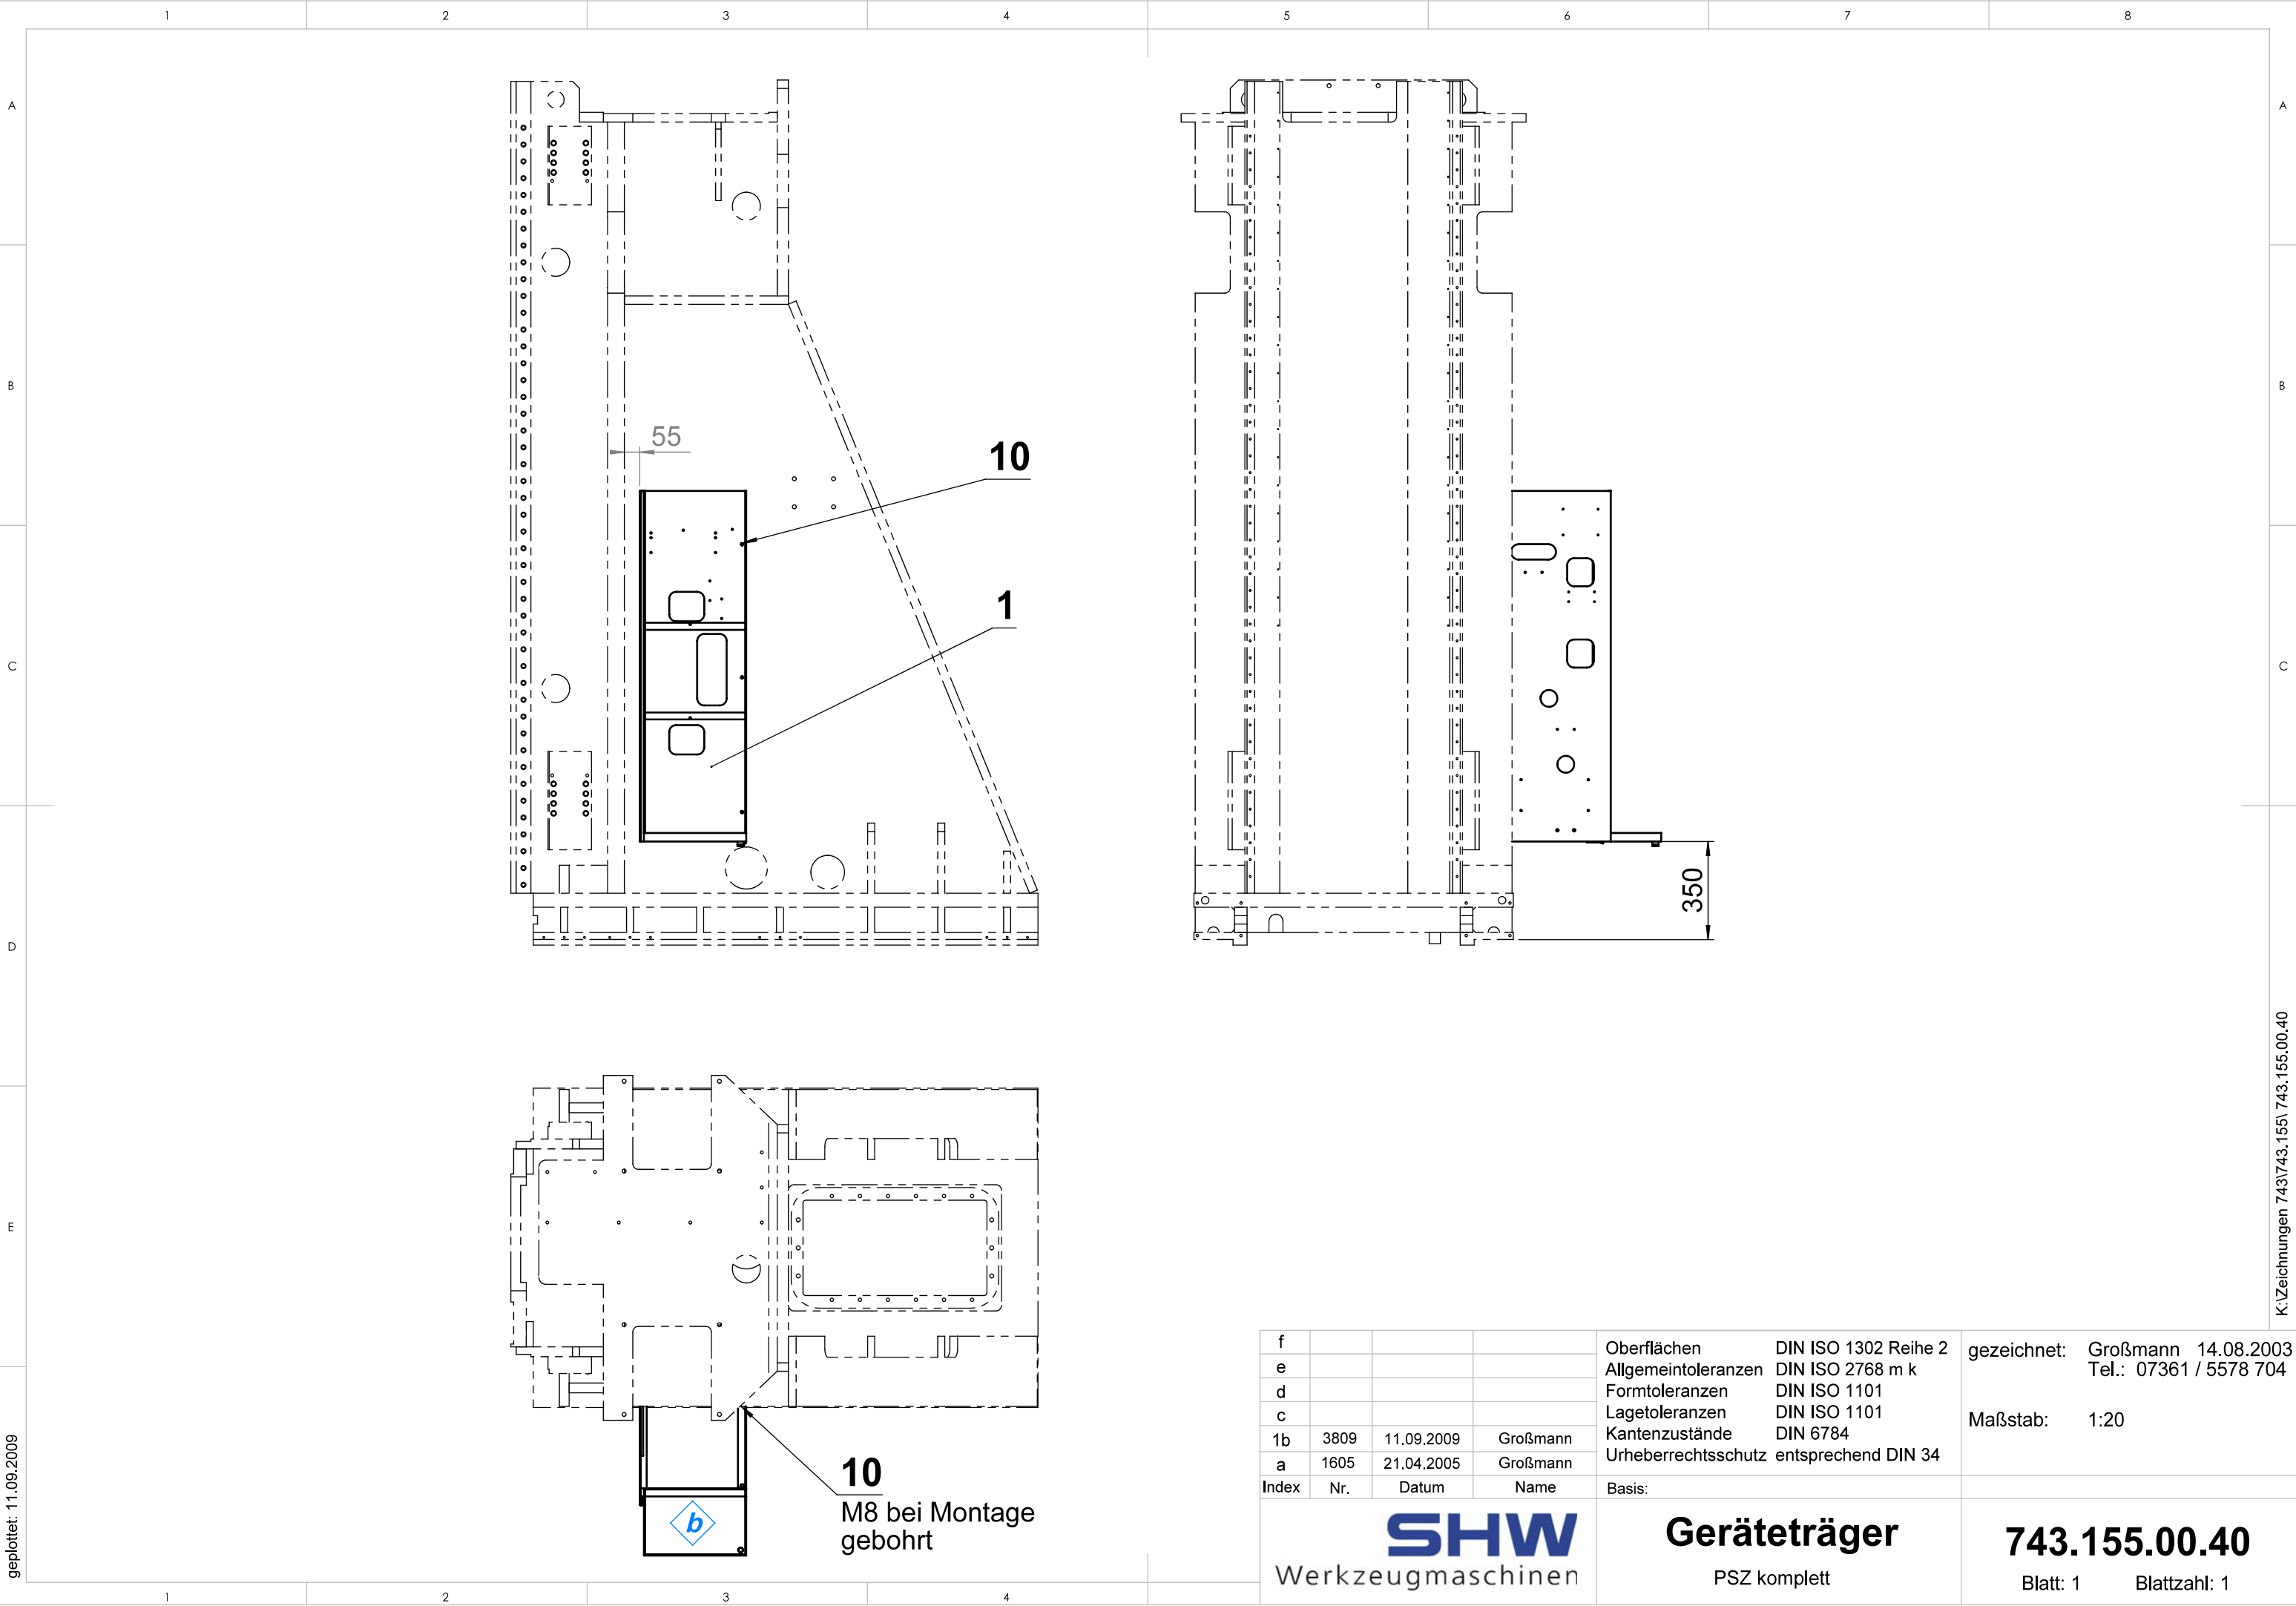 1 2 3 4 5 6 7 8
A A
B B
C C
D D
E
55
10
1
350
10
M8 bei Montage
gebohrt
b
geplottet: 11.09.2009
K:\Zeichnungen 743\743.155\ 743.155.00.40
f
e
d
c
1b 3809 11.09.2009 Großmann
a 1605 21.04.2005 Großmann
Index Nr. Datum Name
Oberflächen DIN ISO 1302 Reihe 2
Allgemeintoleranzen DIN ISO 2768 m k
Formtoleranzen DIN ISO 1101
Lagetoleranzen DIN ISO 1101
Kantenzustände DIN 6784
Urheberrechtsschutz entsprechend DIN 34
Basis:
gezeichnet: Großmann 14.08.2003
Tel.: 07361 / 5578 704
Maßstab: 1:20
SHW
Werkzeugmaschinen
Geräteträger
PSZ komplett
743.155.00.40
Blatt: 1 Blattzahl: 1
1 2 3 4